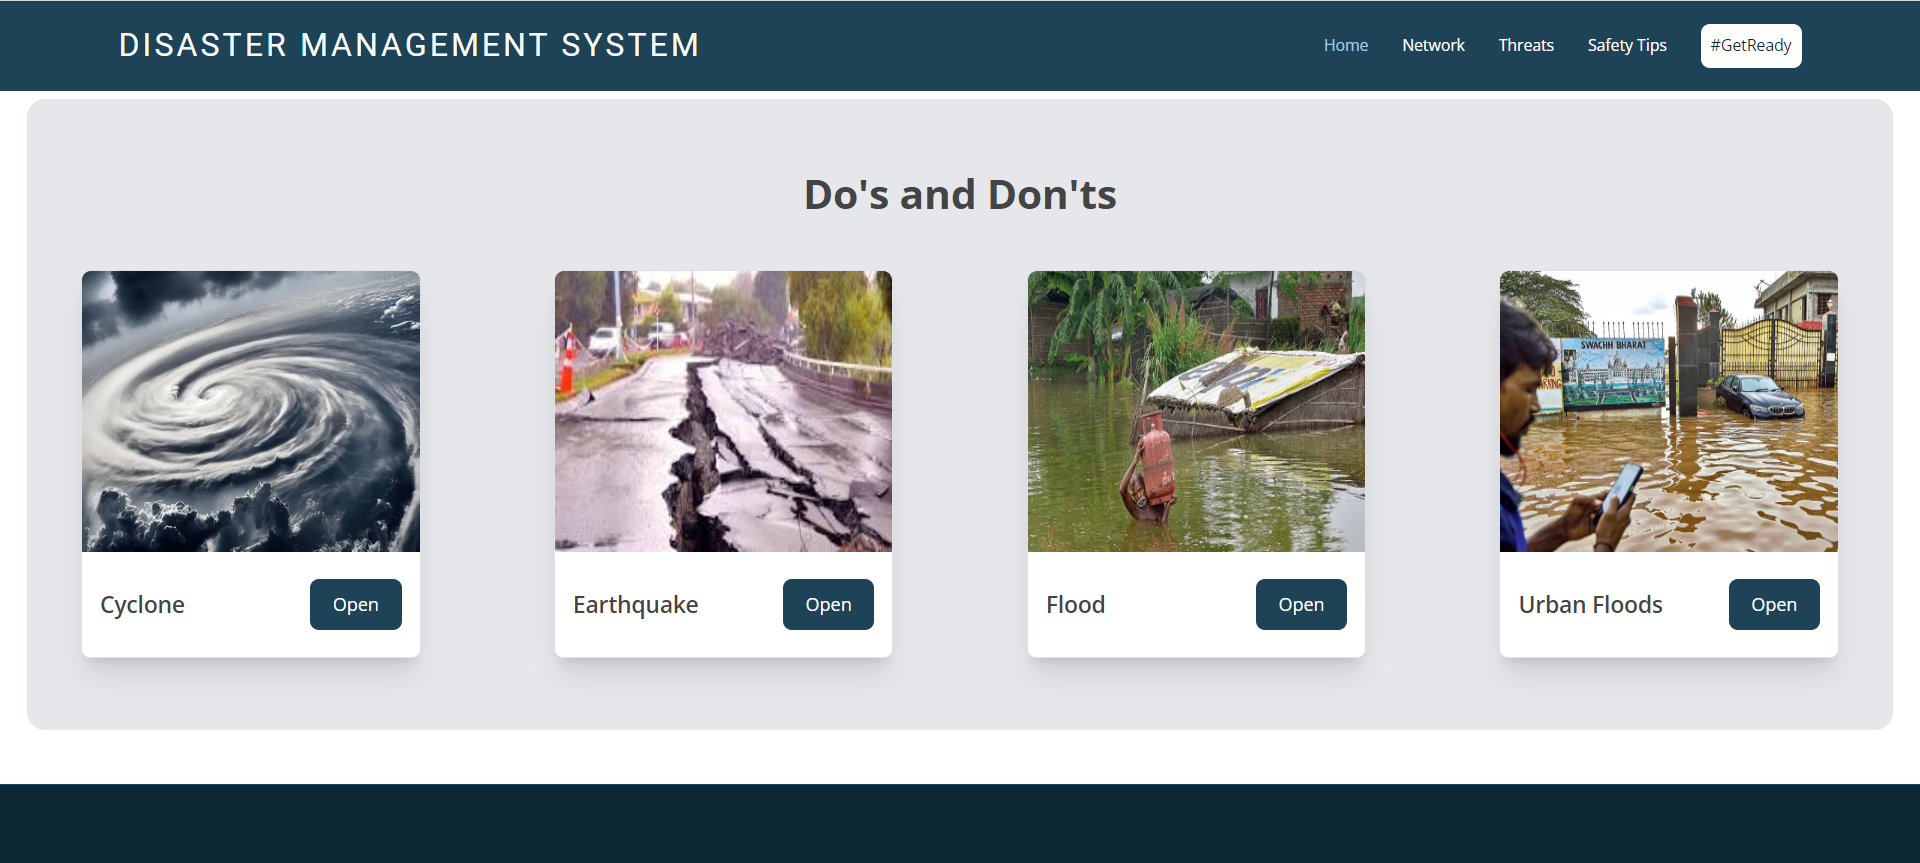 DISASTER MANAGEMENT SYSTEM
Home Network Threats Safety Tips #GetReady
Do's and Don'ts
SWACHH BHARAT
Cyclone Open Earthquake Open Flood Open Urban Floods Open